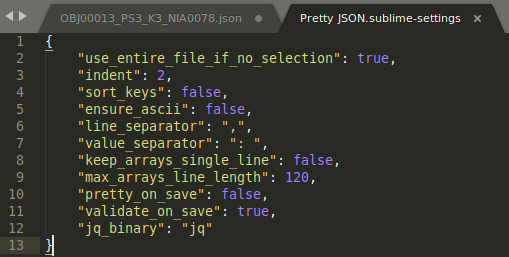 OBJ00013_PS3_K3_NIA0078.json
Pretty JSON.sublime-settings
1 {
2 "use_entire_file_if_no_selection": true,
3 "indent": 2,
4 "sort_keys": false,
5 "ensure_ascii": false,
6 "line_separator": ",",
7 "value_separator": ": ",
8 "keep_arrays_single_line": false,
9 "max_arrays_line_length": 120,
10 "pretty_on_save": false,
11 "validate_on_save": true,
12 "jq_binary": "jq"
13 }